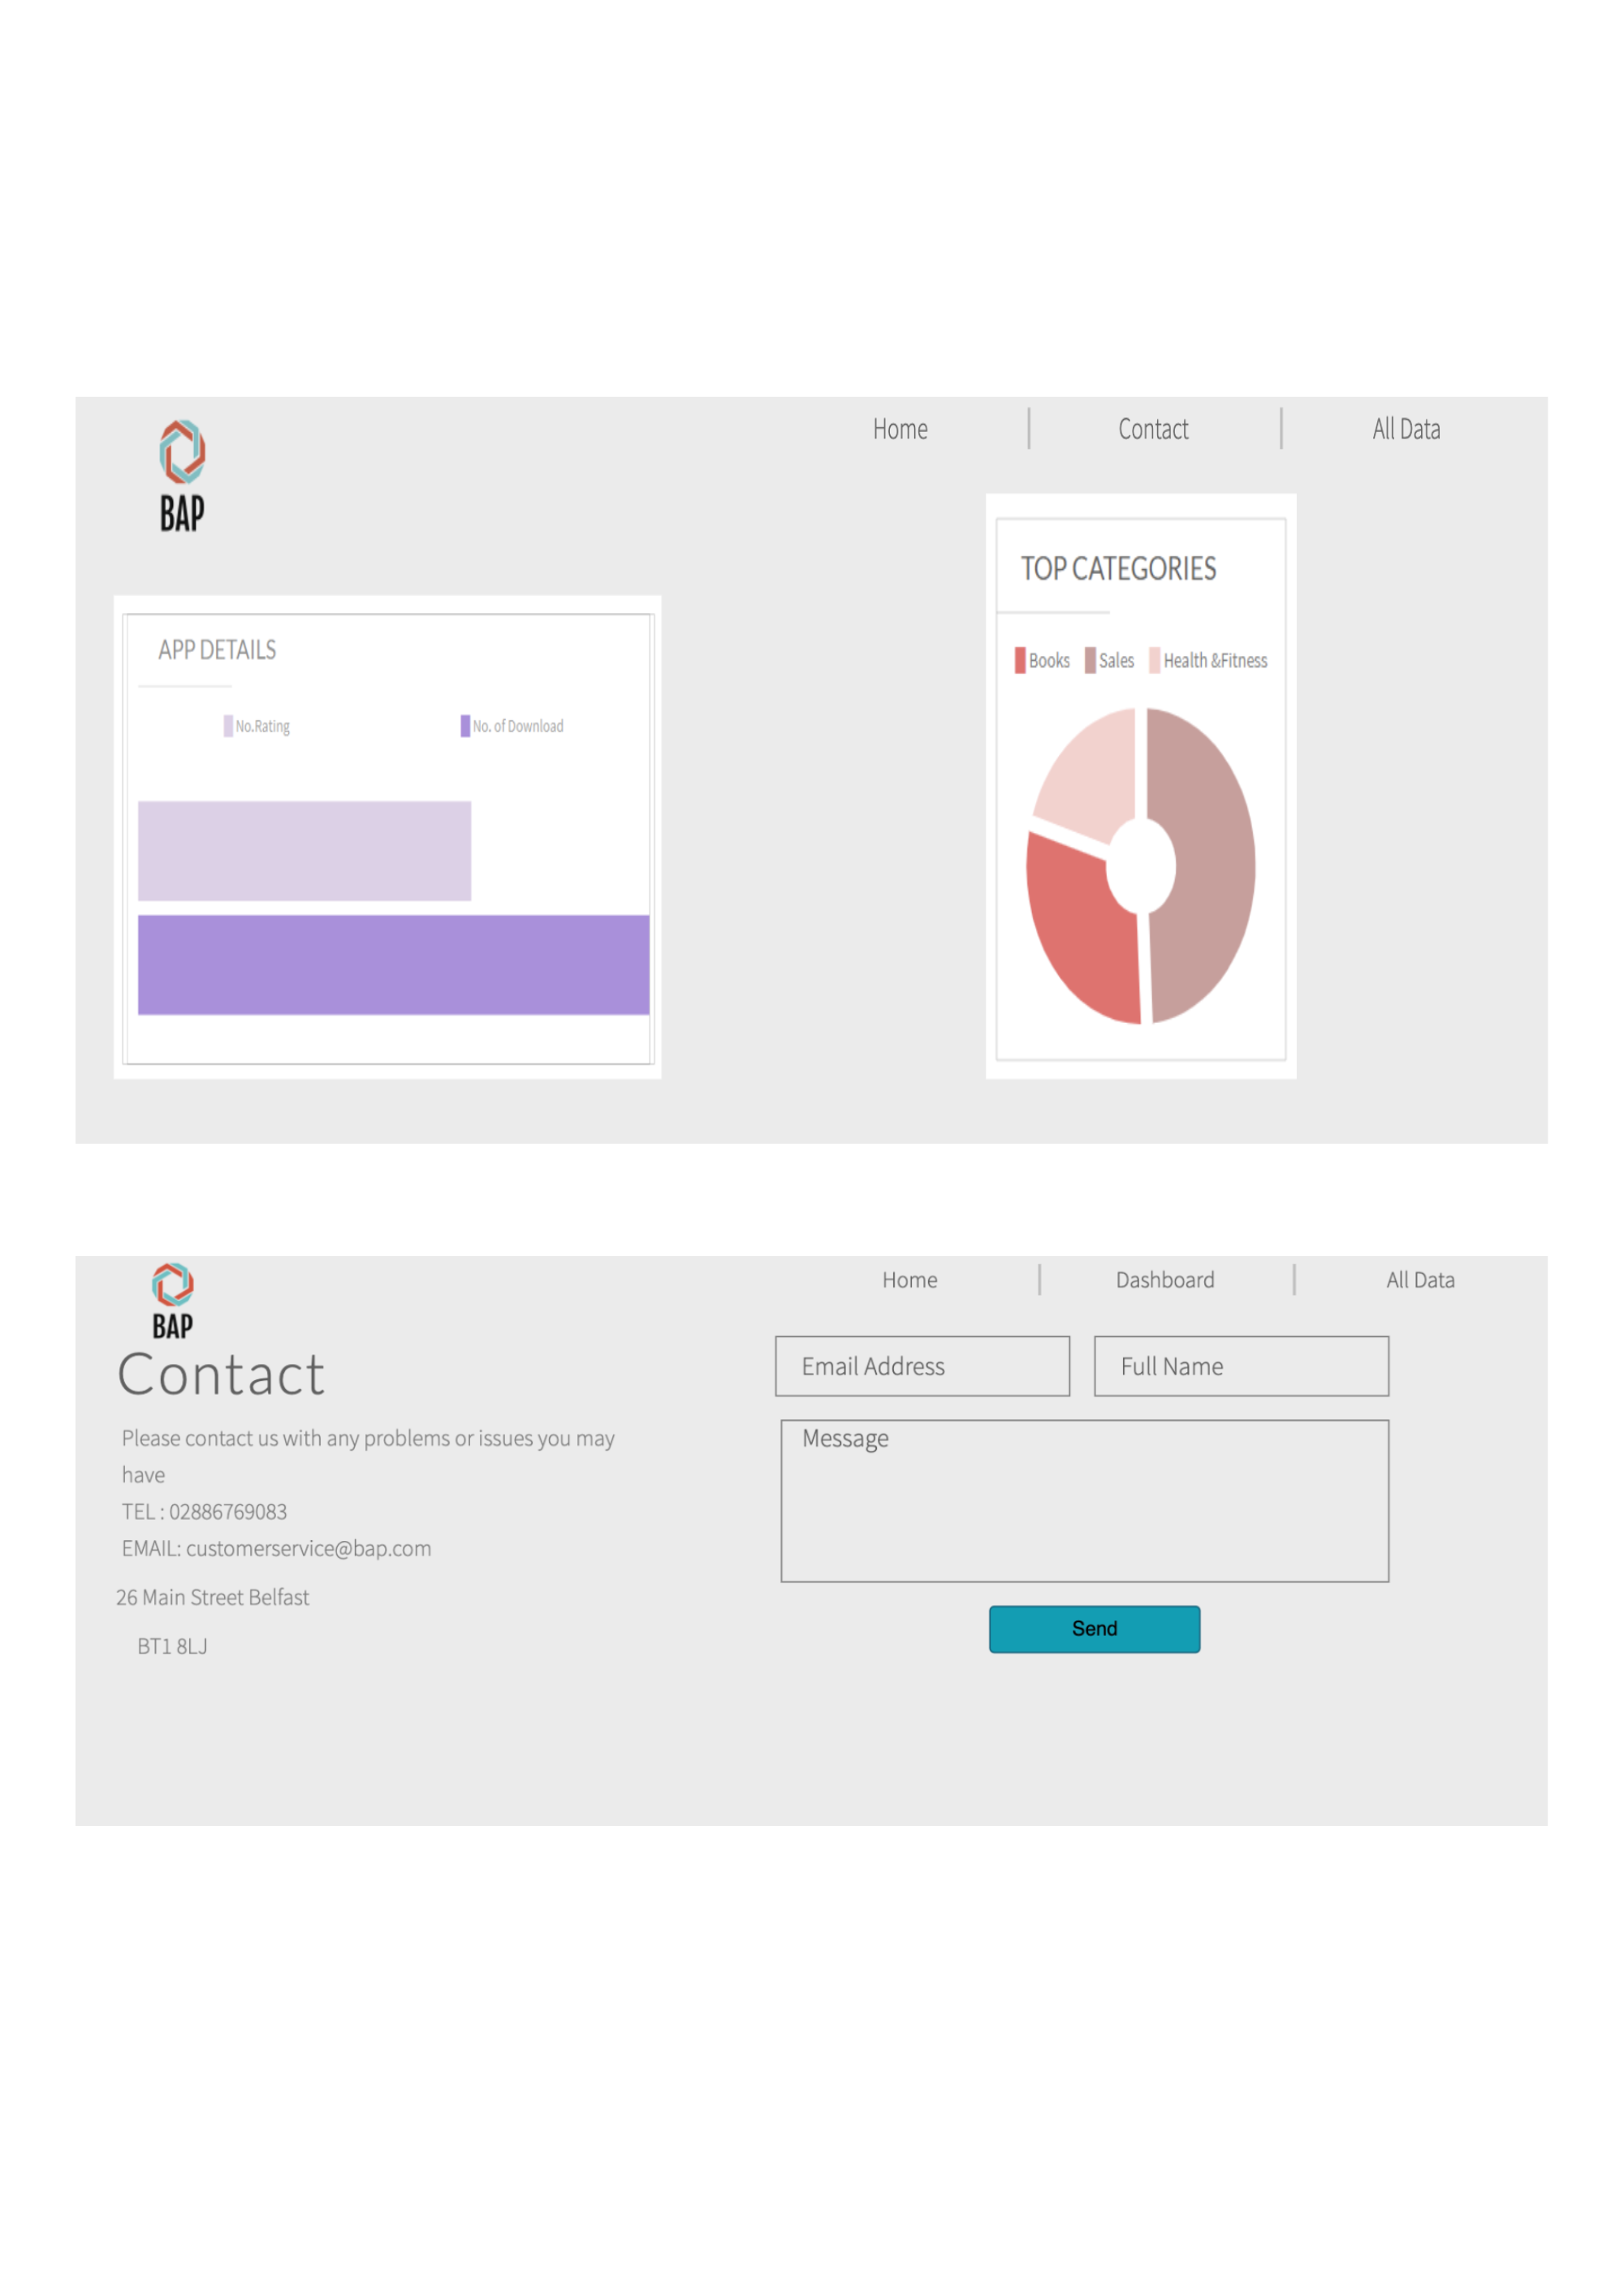 BAP
Home
Contact
All Data
APP DETAILS
No.Rating
No. of Download
TOP CATEGORIES
Books
Sales
Health &Fitness
BAP
Home
Dashboard
All Data
Contact
Please contact us with any problems or issues you may
have
TEL : 02886769083
EMAIL: customerservice@bap.com
26 Main Street Belfast
BT1 8LJ
Email Address
Full Name
Message
Send